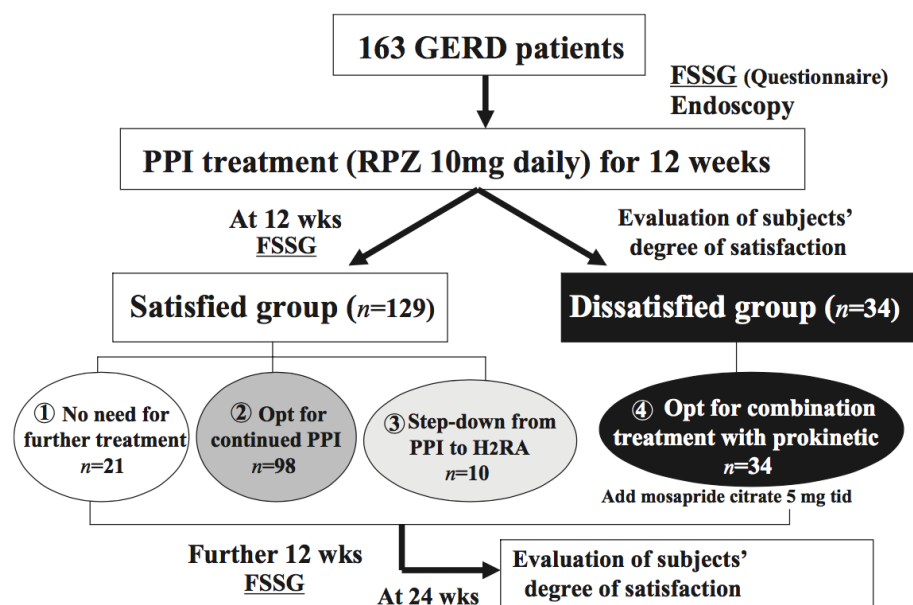 163 GERD patients
FSSG (Questionnaire)
Endoscopy
PPI treatment (RPZ 10mg daily) for 12 weeks
At 12 wks
FSSG
Evaluation of subjects’
degree of satisfaction
Satisfied group (n=129)
Dissatisfied group (n=34)
① No need for
further treatment
n=21
② Opt for
continued PPI
n=98
③ Step-down from
PPI to H2RA
n=10
④ Opt for combination
treatment with prokinetic
n=34
Add mosapride citrate 5 mg tid
Further 12 wks
FSSG
At 24 wks
Evaluation of subjects’
degree of satisfaction